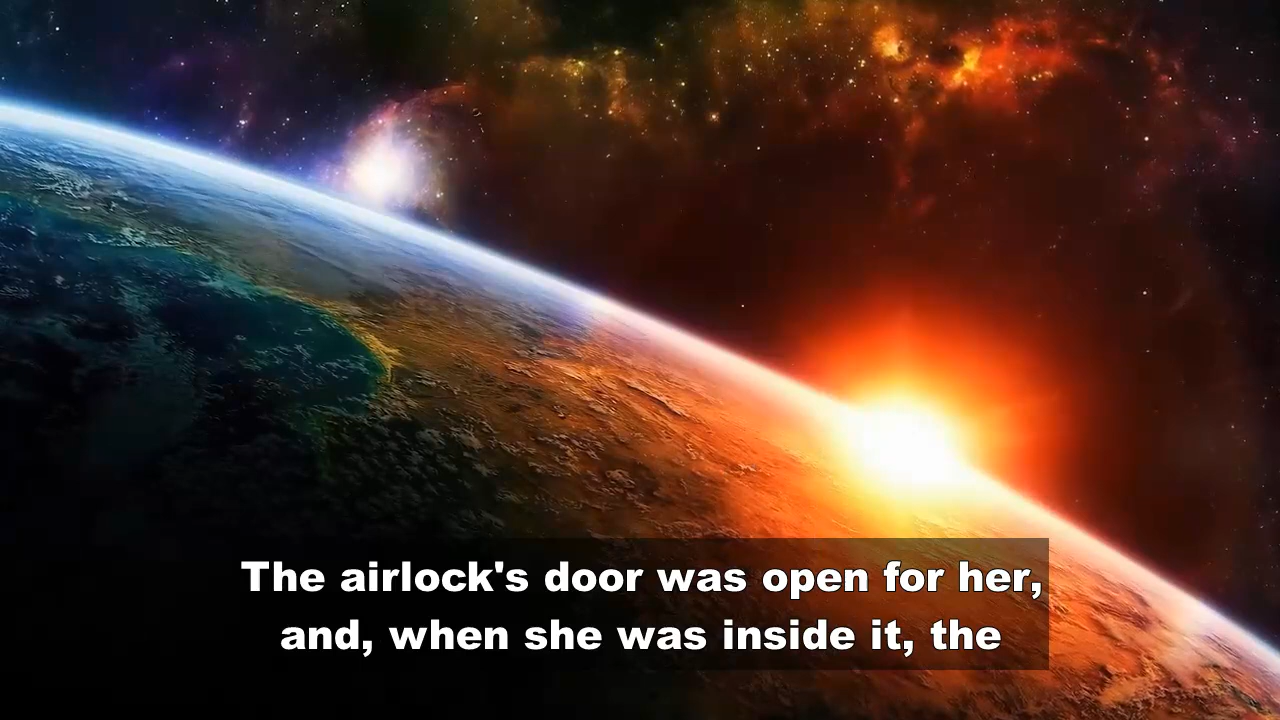 The airlock's door was open for her,
and, when she was inside it, the